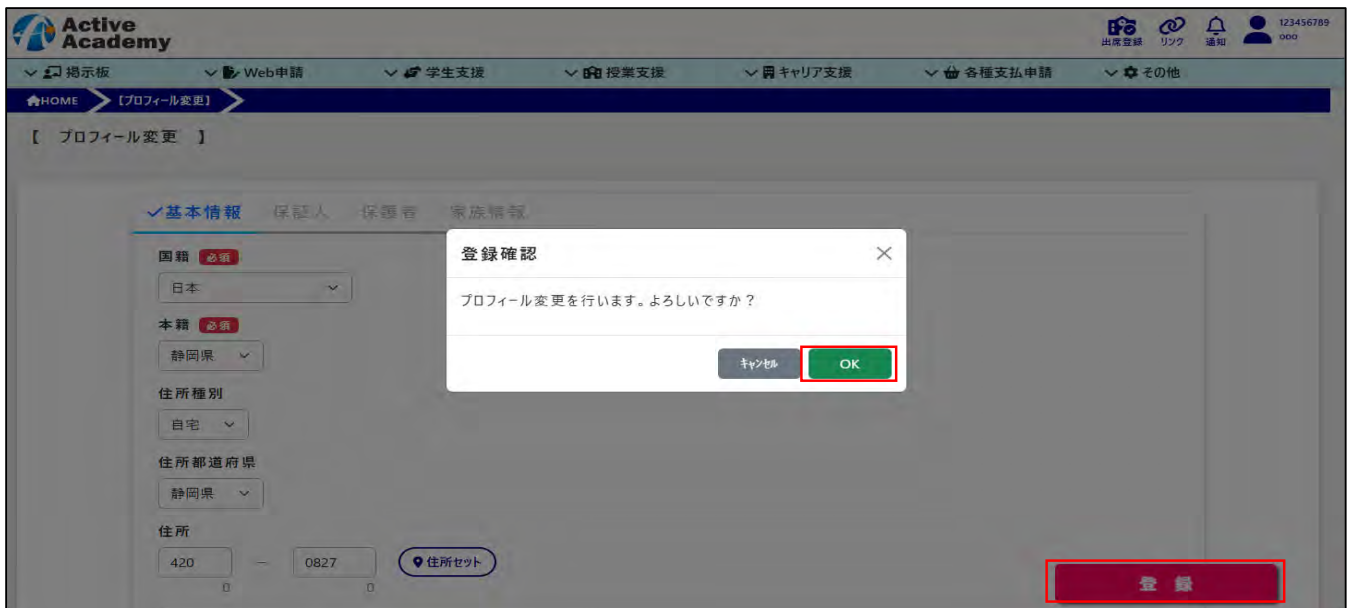 Active
Academy
出席登録 リンク 通知
123456789
000
掲示板 Web申請 学生支援 授業支援 キャリア支援 各種支払申請 その他
HOME 【プロフィール変更】
【 プロフィール変更 】
基本情報 保証人 保護者 家族情報
国籍 必須
日本
本籍 必須
静岡県
住所種別
自宅
住所都道府県
静岡県
住所
420 － 0827 住所セット
登録確認
プロフィール変更を行います。よろしいですか？
キャンセル OK
登 録